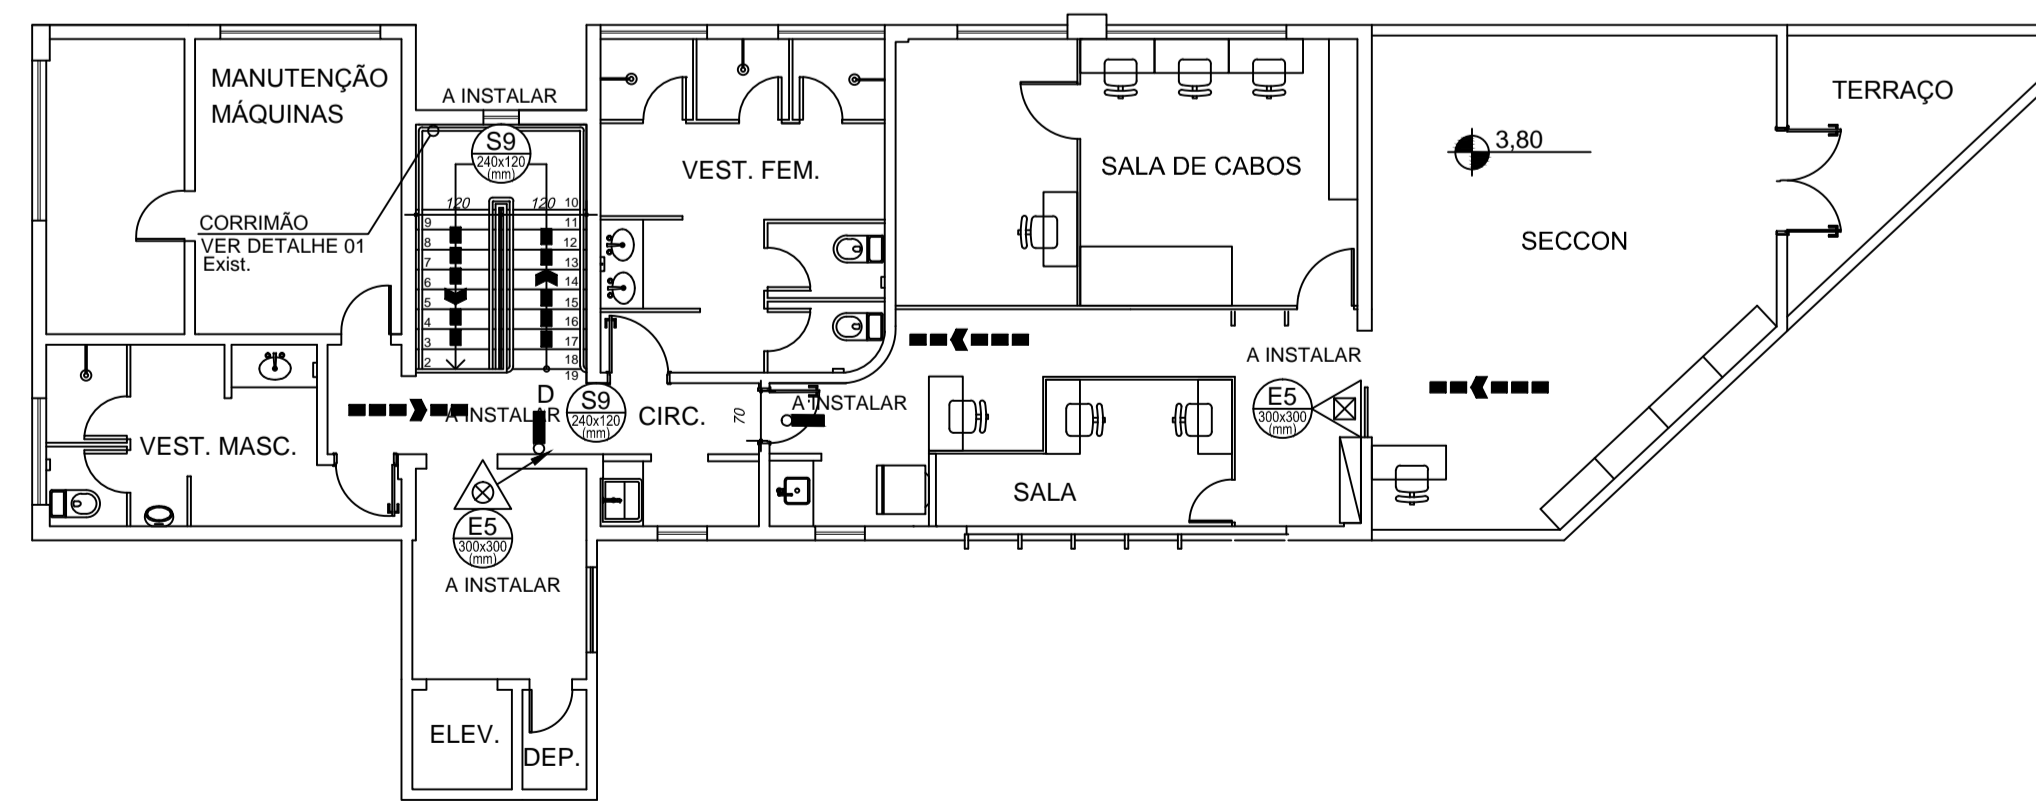 MANUTENÇÃO
MÁQUINAS
A INSTALAR
S9
240x120
(mm)
CORRIMÃO
VER DETALHE 01
Exist.
120
120
10
9
11
8
12
7
13
6
14
5
15
4
16
3
17
2
18
19
VEST. FEM.
SALA DE CABOS
3,80
TERRAÇO
SECCON
A INSTALAR
E5
300x300
(mm)
D
A INSTALAR
S9
240x120
(mm)
CIRC.
70
A INSTALAR
VEST. MASC.
SALA
E5
300x300
(mm)
A INSTALAR
ELEV.
DEP.